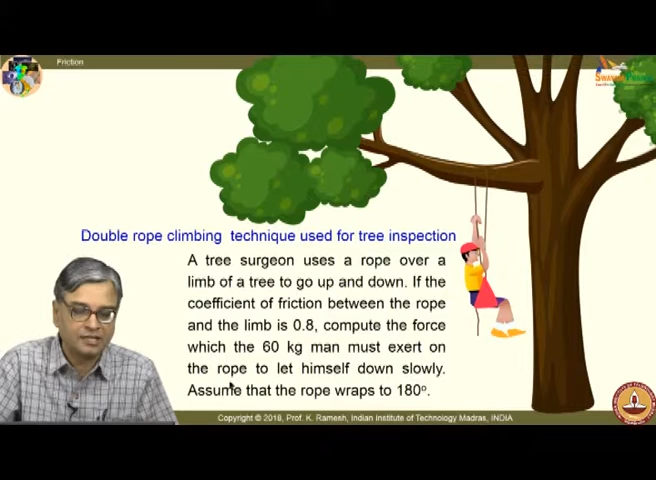 Friction
Double rope climbing technique used for tree inspection
A tree surgeon uses a rope over a
limb of a tree to go up and down. If the
coefficient of friction between the rope
and the limb is 0.8, compute the force
which the 60 kg man must exert on
the rope to let himself down slowly.
Assume that the rope wraps to 180º.
Copyright © 2018, Prof. K. Ramesh, Indian Institute of Technology Madras, INDIA